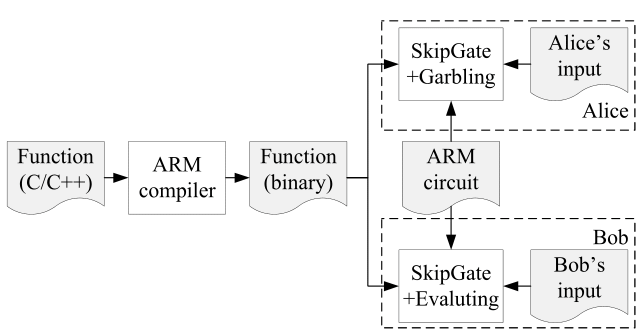 Function
(C/C++)
ARM
compiler
Function
(binary)
SkipGate
+Garbling
Alice's
input
Alice
ARM
circuit
Bob
SkipGate
+Evaluting
Bob's
input